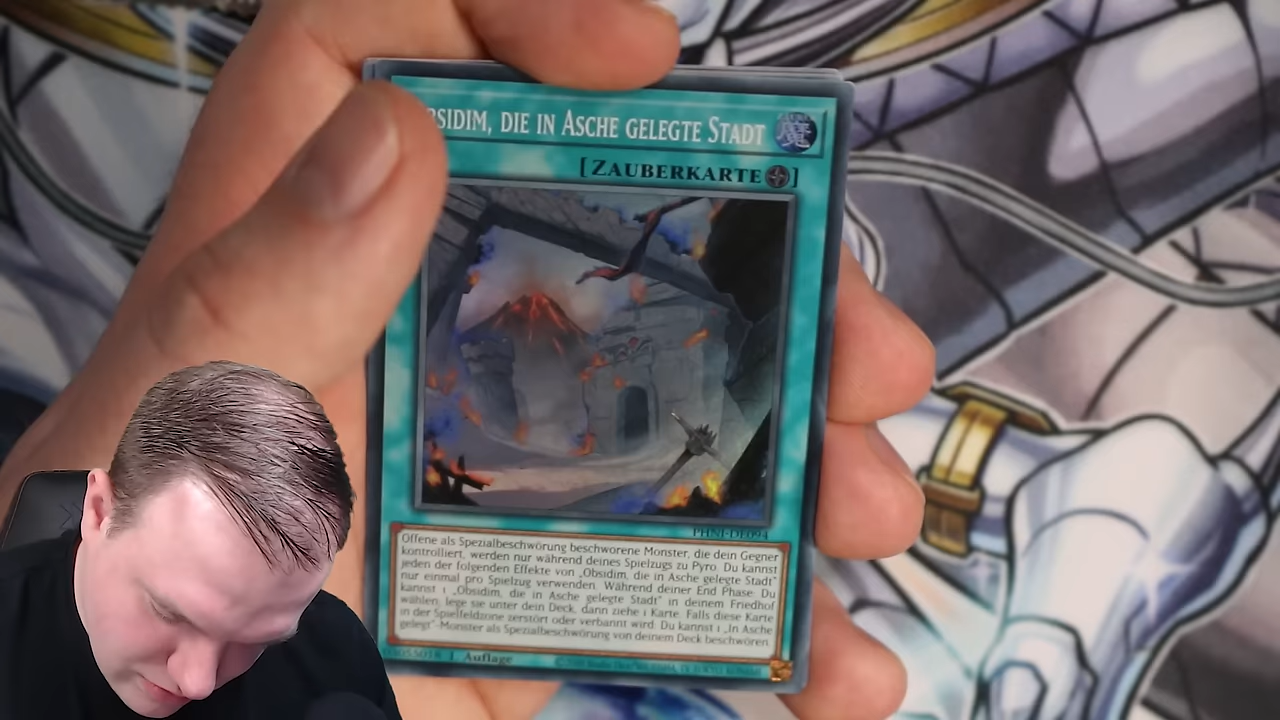 BSIDIM, DIE IN ASCHE GELEGTE STADT
魔
[ZAUBERKARTE]
PHNI-DE094
Offene als Spezialbeschwörung beschworene Monster, die dein Gegner
kontrolliert, werden nur während deines Spielzugs zu Pyro. Du kannst
jeden der folgenden Effekte von „Obsidim, die in Asche gelegte Stadt“
nur einmal pro Spielzug verwenden. Während deiner End Phase: Du
kannst 1 „Obsidim, die in Asche gelegte Stadt“ in deinem Friedhof
wählen; lege sie unter dein Deck, dann ziehe 1 Karte. Falls diese Karte
in der Spielfeldzone zerstört oder verbannt wird: Du kannst 1 „In Asche
gelegt“-Monster als Spezialbeschwörung von deinem Deck beschwören.
1. Auflage